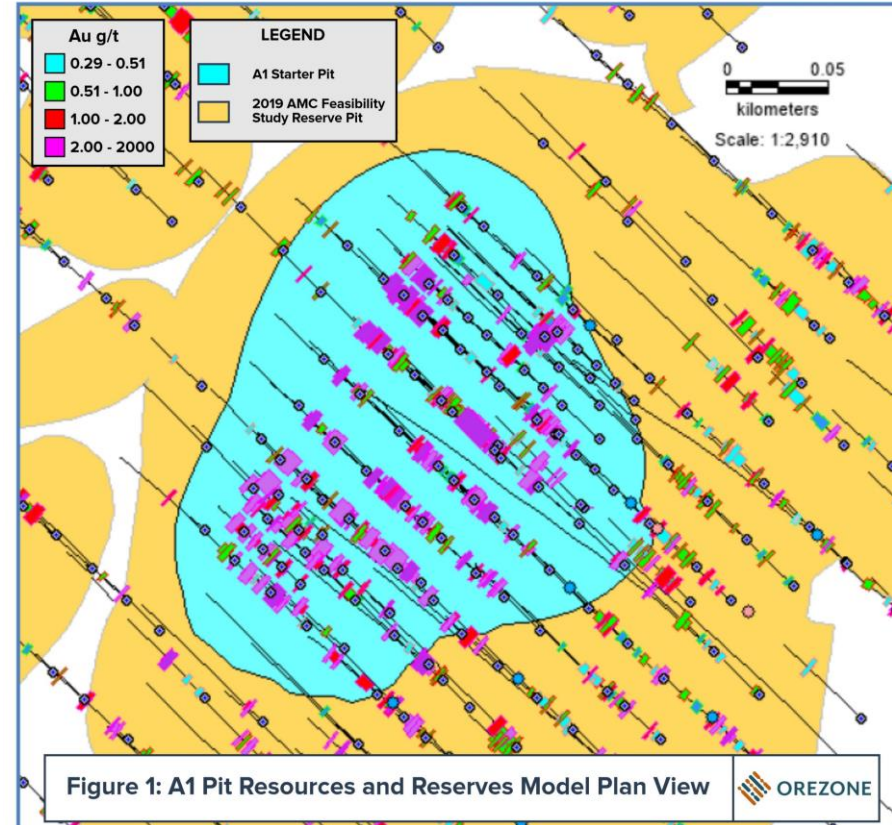 Au g/t
0.29 - 0.51
0.51 - 1.00
1.00 - 2.00
2.00 - 2000
LEGEND
A1 Starter Pit
2019 AMC Feasibility
Study Reserve Pit
0 0.05
kilometers
Scale: 1:2,910
Figure 1: A1 Pit Resources and Reserves Model Plan View
OREZONE